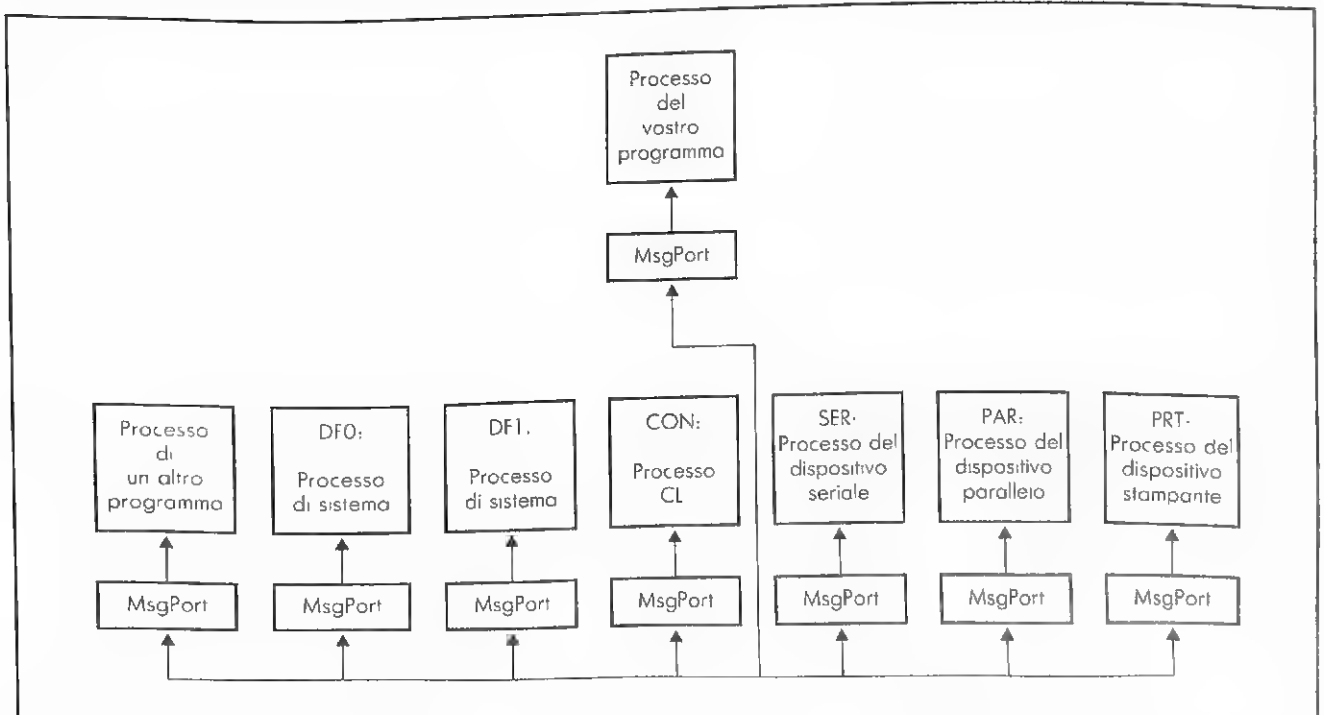 Processo
del
vostro
programma
MsgPort
Processo
di
un altro
programma
DF0:
Processo
di sistema
DF1.
Processo
di sistema
CON:
Processo
CL
SER·
Processo del
dispositivo
seriale
PAR:
Processo del
dispositivo
parallelo
PRT·
Processo del
dispositivo
stampante
MsgPort
MsgPort
MsgPort
MsgPort
MsgPort
MsgPort
MsgPort